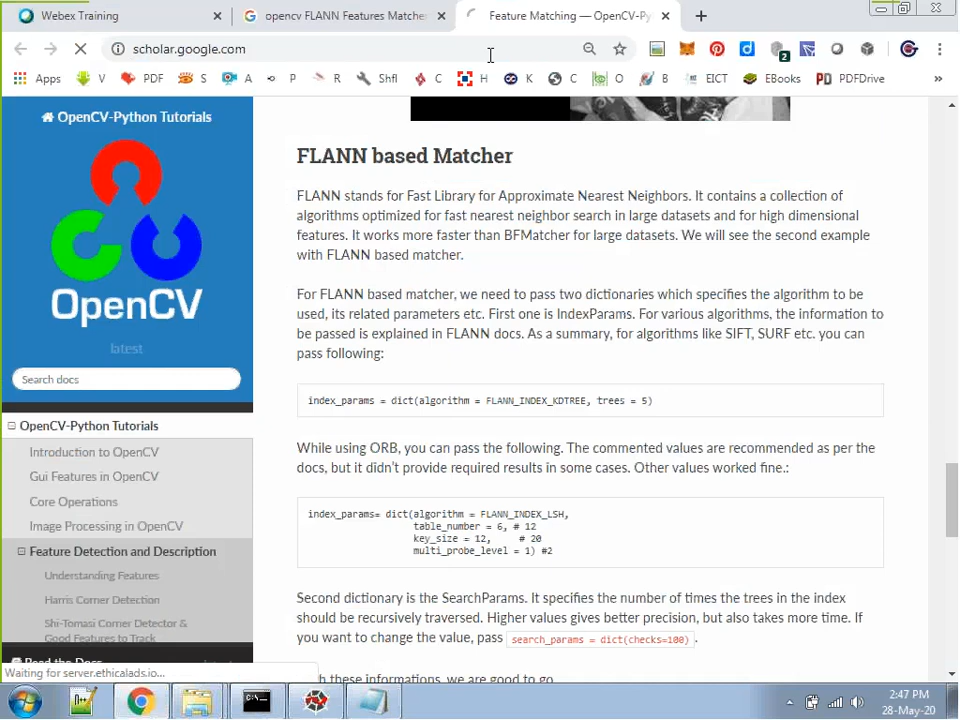 Webex Training
opencv FLANN Features Matche
Feature Matching — OpenCV-Py
scholar.google.com
Apps
V
PDF
S
A
P
R
Shfl
C
H
K
C
O
B
EICT
EBooks
PD PDFDrive
»
2
OpenCV-Python Tutorials
OpenCV
latest
Search docs
OpenCV-Python Tutorials
Introduction to OpenCV
Gui Features in OpenCV
Core Operations
Image Processing in OpenCV
Feature Detection and Description
Understanding Features
Harris Corner Detection
Shi-Tomasi Corner Detector &
Good Features to Track
Read the Docs
Waiting for server.ethicalads.io...
FLANN based Matcher
FLANN stands for Fast Library for Approximate Nearest Neighbors. It contains a collection of
algorithms optimized for fast nearest neighbor search in large datasets and for high dimensional
features. It works more faster than BFMatcher for large datasets. We will see the second example
with FLANN based matcher.
For FLANN based matcher, we need to pass two dictionaries which specifies the algorithm to be
used, its related parameters etc. First one is IndexParams. For various algorithms, the information to
be passed is explained in FLANN docs. As a summary, for algorithms like SIFT, SURF etc. you can
pass following:
index_params = dict(algorithm = FLANN_INDEX_KDTREE, trees = 5)
While using ORB, you can pass the following. The commented values are recommended as per the
docs, but it didn't provide required results in some cases. Other values worked fine.:
index_params= dict(algorithm = FLANN_INDEX_LSH,
table_number = 6, # 12
key_size = 12, # 20
multi_probe_level = 1) #2
Second dictionary is the SearchParams. It specifies the number of times the trees in the index
should be recursively traversed. Higher values gives better precision, but also takes more time. If
you want to change the value, pass search_params = dict(checks=100) .
these informations, we are good to go
2:47 PM
28-May-20